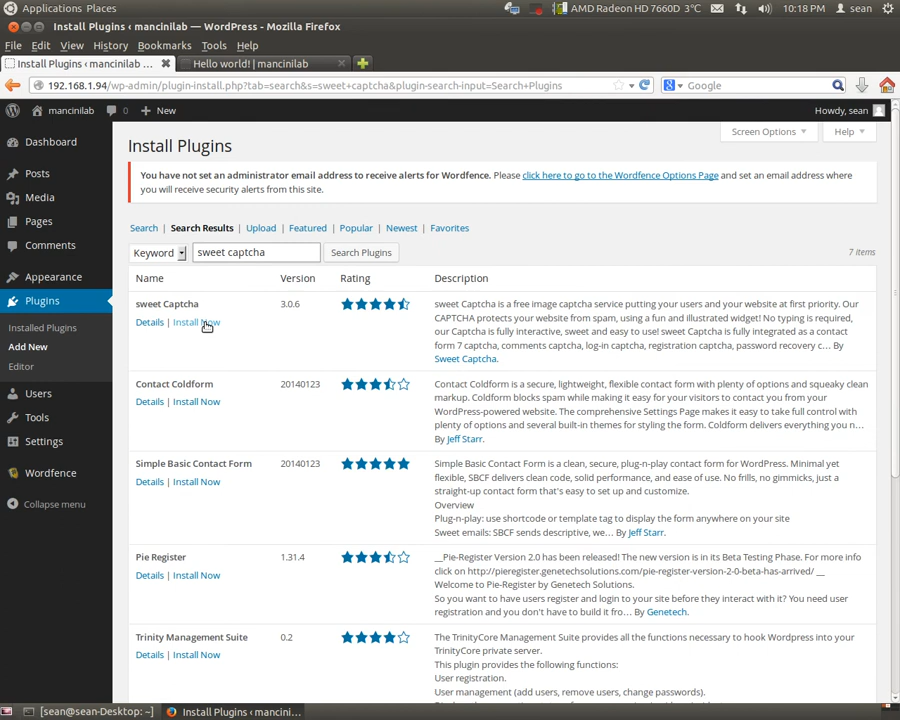 Applications Places
AMD Radeon HD 7660D 3°C
10:18 PM
sean
Install Plugins ‹ mancinilab — WordPress - Mozilla Firefox
File Edit View History Bookmarks Tools Help
Install Plugins ‹ mancinilab ...
Hello world! | mancinilab
192.168.1.94/wp-admin/plugin-install.php?tab=search&s=sweet+captcha&plugin-search-input=Search+Plugins
Google
mancinilab 0 + New
Howdy, sean
Dashboard
Posts
Media
Pages
Comments
Appearance
Plugins
Installed Plugins
Add New
Editor
Users
Tools
Settings
Wordfence
Collapse menu
Screen Options
Help
Install Plugins
You have not set an administrator email address to receive alerts for Wordfence. Please click here to go to the Wordfence Options Page and set an email address where
you will receive security alerts from this site.
Search | Search Results | Upload | Featured | Popular | Newest | Favorites
Keyword sweet captcha Search Plugins 7 items
Name Version Rating Description
sweet Captcha 3.0.6
Details | Install Now
sweet Captcha is a free image captcha service putting your users and your website at first priority. Our
CAPTCHA protects your website from spam, using a fun and illustrated widget! No typing is required,
our Captcha is fully interactive, sweet and easy to use! sweet Captcha is fully integrated as a contact
form 7 captcha, comments captcha, log-in captcha, registration captcha, password recovery c... By
Sweet Captcha.
Contact Coldform 20140123
Details | Install Now
Contact Coldform is a secure, lightweight, flexible contact form with plenty of options and squeaky clean
markup. Coldform blocks spam while making it easy for your visitors to contact you from your
WordPress-powered website. The comprehensive Settings Page makes it easy to take full control with
plenty of options and several built-in themes for styling the form. Coldform delivers everything you n...
By Jeff Starr.
Simple Basic Contact Form 20140123
Details | Install Now
Simple Basic Contact Form is a clean, secure, plug-n-play contact form for WordPress. Minimal yet
flexible, SBCF delivers clean code, solid performance, and ease of use. No frills, no gimmicks, just a
straight-up contact form that's easy to set up and customize.
Overview
Plug-n-play: use shortcode or template tag to display the form anywhere on your site
Sweet emails: SBCF sends descriptive, we... By Jeff Starr.
Pie Register 1.31.4
Details | Install Now
__Pie-Register Version 2.0 has been released! The new version is in its Beta Testing Phase. For more info
click on http://pieregister.genetechsolutions.com/pie-register-version-2-0-beta-has-arrived/ __
Welcome to Pie-Register by Genetech Solutions.
So you want to have users register and login to your site before they interact with it? You need user
registration and you don't have to build it fro... By Genetech.
Trinity Management Suite 0.2
Details | Install Now
The TrinityCore Management Suite provides all the functions necessary to hook Wordpress into your
TrinityCore private server.
This plugin provides the following functions:
User registration.
User management (add users, remove users, change passwords).
[sean@sean-Desktop: ~]
Install Plugins ‹ mancini...